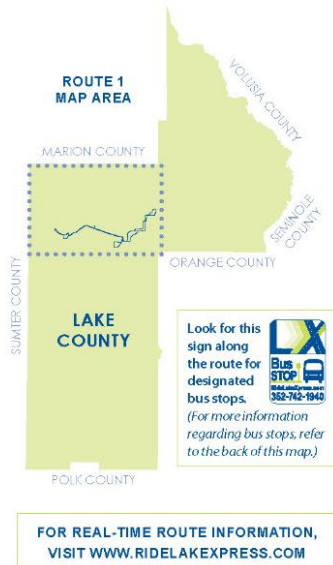 ROUTE 1
MAP AREA
VOLUSIA COUNTY
MARION COUNTY
SEMINOLE
COUNTY
ORANGE COUNTY
SUMTER COUNTY
LAKE
COUNTY
Look for this
sign along
the route for
designated
bus stops.
(For more information
regarding bus stops, refer
to the back of this map.)
LX
Bus
STOP
RideLakeXpress.com
352-742-1940
POLK COUNTY
FOR REAL-TIME ROUTE INFORMATION,
VISIT WWW.RIDELAKEXPRESS.COM